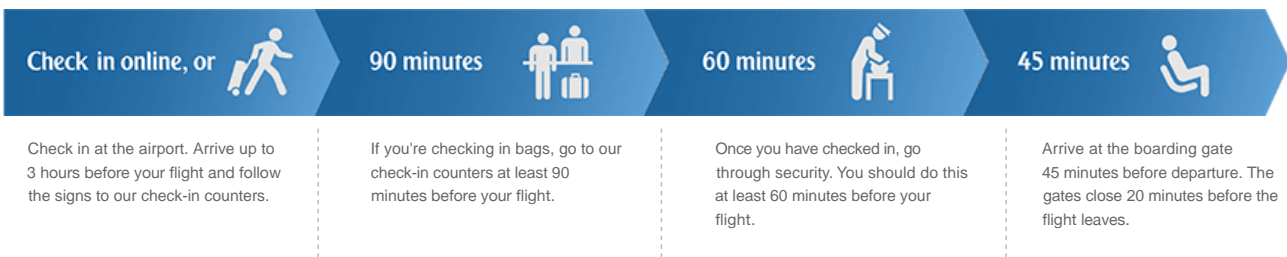 Check in online, or
90 minutes
60 minutes
45 minutes
Check in at the airport. Arrive up to
3 hours before your flight and follow
the signs to our check-in counters.
If you're checking in bags, go to our
check-in counters at least 90
minutes before your flight.
Once you have checked in, go
through security. You should do this
at least 60 minutes before your
flight.
Arrive at the boarding gate
45 minutes before departure. The
gates close 20 minutes before the
flight leaves.